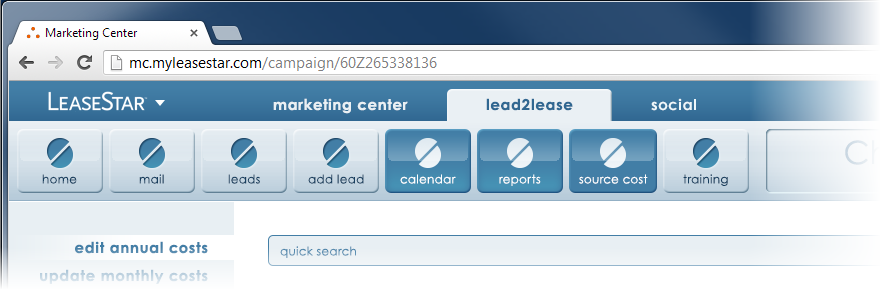 Marketing Center
mc.myleasestar.com/campaign/60Z265338136
LEASESTAR marketing center lead2lease social
home mail leads add lead calendar reports source cost training
edit annual costs
quick search
update monthly costs